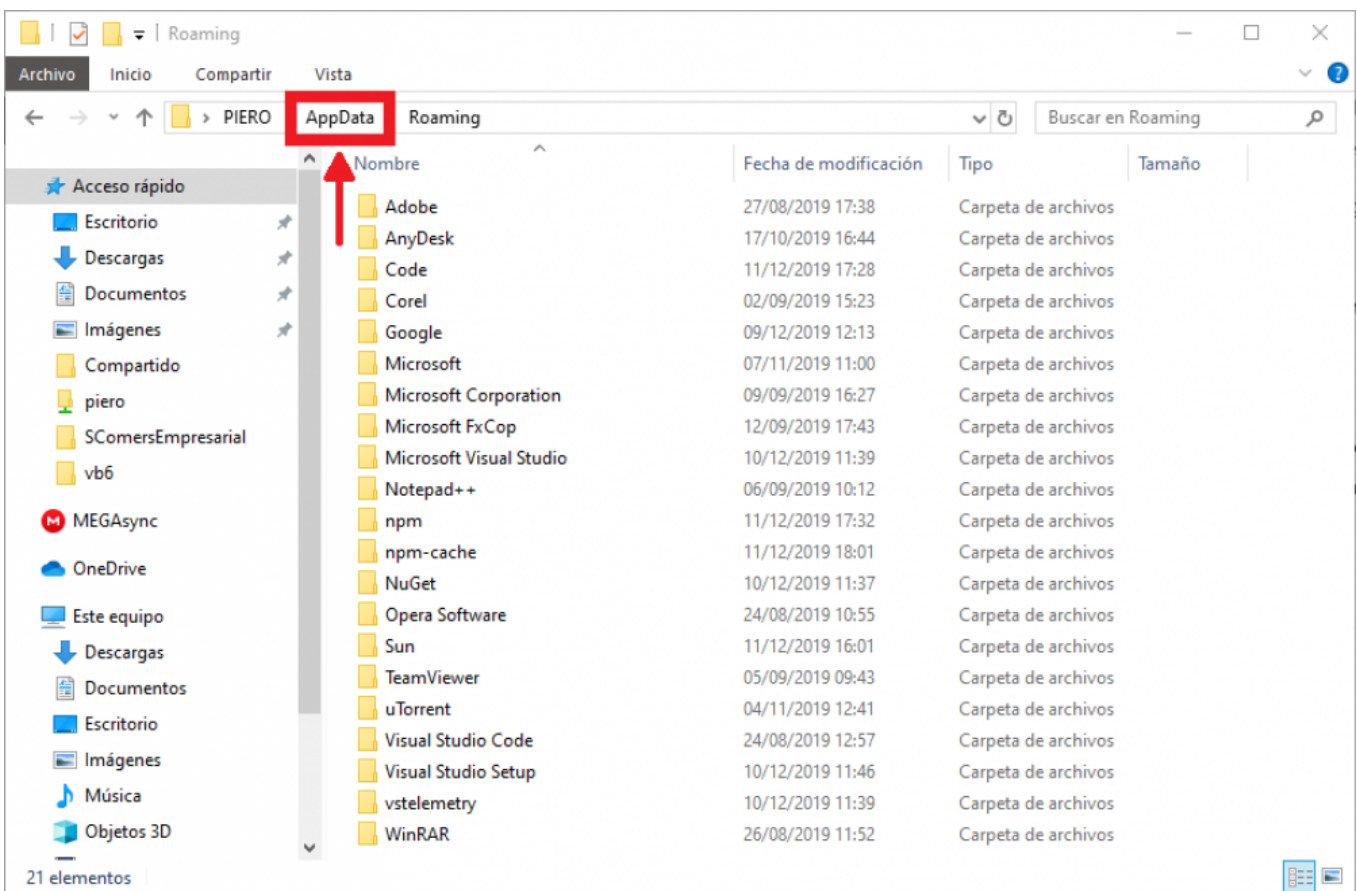 Roaming
Archivo Inicio Compartir Vista
PIERO AppData Roaming Buscar en Roaming
Nombre Fecha de modificación Tipo Tamaño
Acceso rápido
Escritorio
Descargas
Documentos
Imágenes
Compartido
piero
SComersEmpresarial
vb6
MEGAsync
OneDrive
Este equipo
Descargas
Documentos
Escritorio
Imágenes
Música
Objetos 3D
Adobe 27/08/2019 17:38 Carpeta de archivos
AnyDesk 17/10/2019 16:44 Carpeta de archivos
Code 11/12/2019 17:28 Carpeta de archivos
Corel 02/09/2019 15:23 Carpeta de archivos
Google 09/12/2019 12:13 Carpeta de archivos
Microsoft 07/11/2019 11:00 Carpeta de archivos
Microsoft Corporation 09/09/2019 16:27 Carpeta de archivos
Microsoft FxCop 12/09/2019 17:43 Carpeta de archivos
Microsoft Visual Studio 10/12/2019 11:39 Carpeta de archivos
Notepad++ 06/09/2019 10:12 Carpeta de archivos
npm 11/12/2019 17:32 Carpeta de archivos
npm-cache 11/12/2019 18:01 Carpeta de archivos
NuGet 10/12/2019 11:37 Carpeta de archivos
Opera Software 24/08/2019 10:55 Carpeta de archivos
Sun 11/12/2019 16:01 Carpeta de archivos
TeamViewer 05/09/2019 09:43 Carpeta de archivos
uTorrent 04/11/2019 12:41 Carpeta de archivos
Visual Studio Code 24/08/2019 12:57 Carpeta de archivos
Visual Studio Setup 10/12/2019 11:46 Carpeta de archivos
vstelemetry 10/12/2019 11:39 Carpeta de archivos
WinRAR 26/08/2019 11:52 Carpeta de archivos
21 elementos